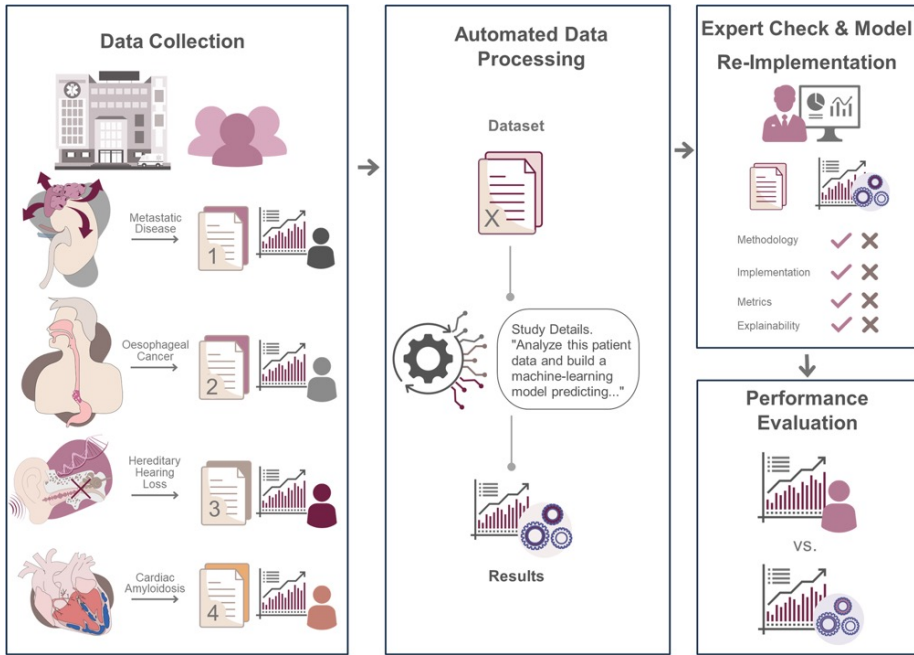 Data Collection
Metastatic
Disease
1
Oesophageal
Cancer
2
Hereditary
Hearing
Loss
3
Cardiac
Amyloidosis
4
Automated Data
Processing
Dataset
X
Study Details.
"Analyze this patient
data and build a
machine-learning
model predicting..."
Results
Expert Check & Model
Re-Implementation
Methodology
Implementation
Metrics
Explainability
Performance
Evaluation
vs.